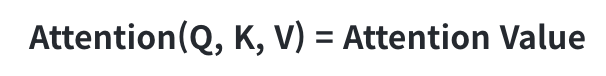 Attention(Q, K, V) = Attention Value